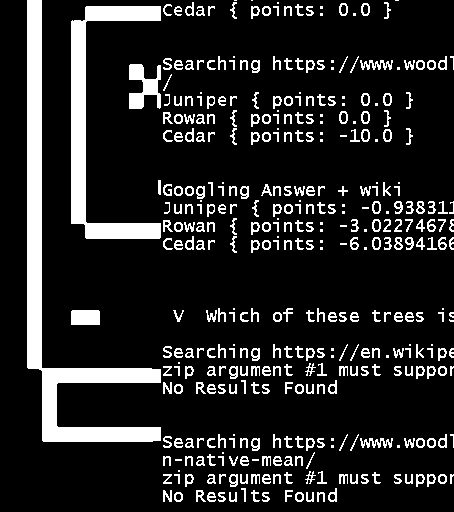 Cedar { points: 0.0 }
Searching https://www.woodl
/
Juniper { points: 0.0 }
Rowan { points: 0.0 }
Cedar { points: -10.0 }
Googling Answer + wiki
Juniper { points: -0.938311
Rowan { points: -3.02274678
Cedar { points: -6.03894166
V Which of these trees is
Searching https://en.wikipe
zip argument #1 must suppor
No Results Found
Searching https://www.woodl
n-native-mean/
zip argument #1 must suppor
No Results Found